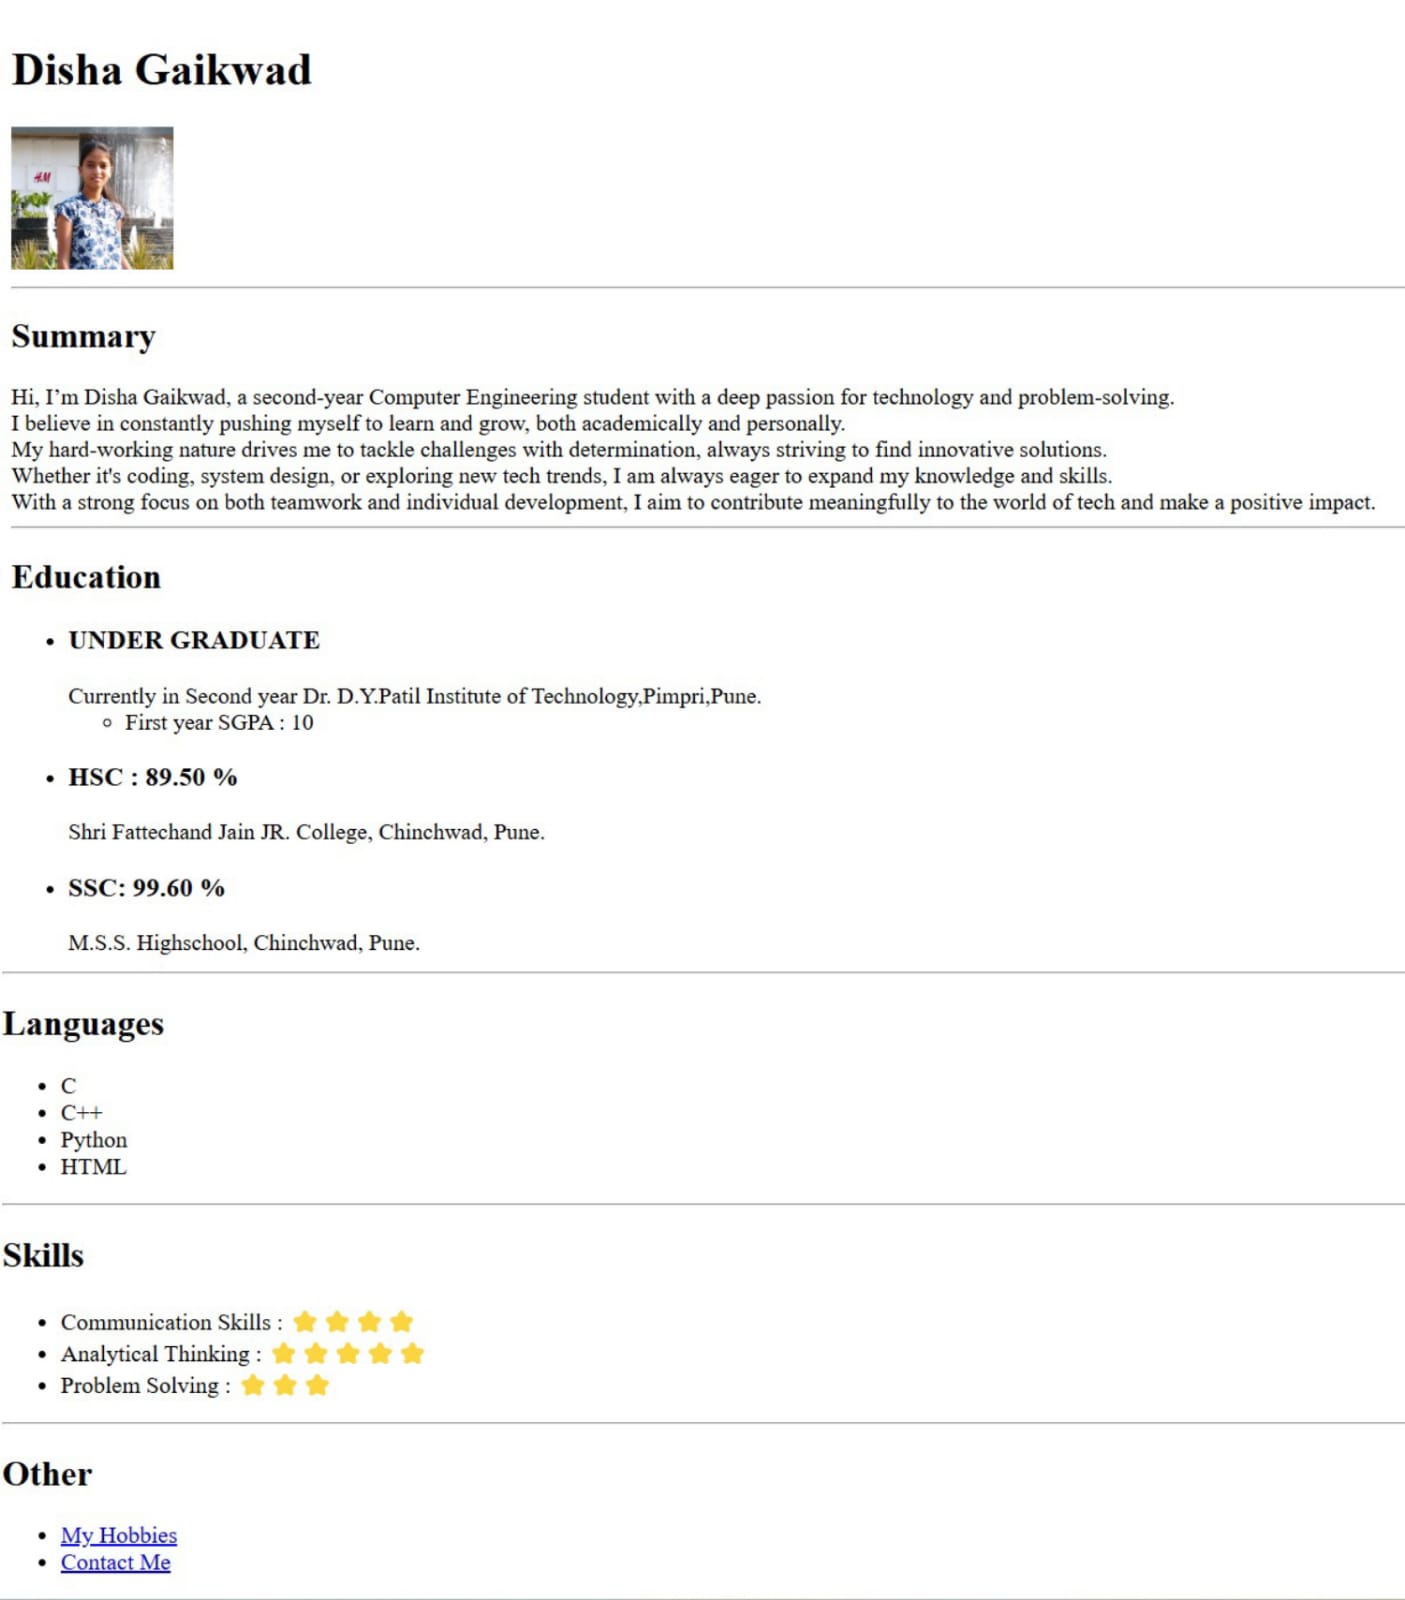 Disha Gaikwad
H&M
Summary
Hi, I’m Disha Gaikwad, a second-year Computer Engineering student with a deep passion for technology and problem-solving.
I believe in constantly pushing myself to learn and grow, both academically and personally.
My hard-working nature drives me to tackle challenges with determination, always striving to find innovative solutions.
Whether it's coding, system design, or exploring new tech trends, I am always eager to expand my knowledge and skills.
With a strong focus on both teamwork and individual development, I aim to contribute meaningfully to the world of tech and make a positive impact.
Education
UNDER GRADUATE
Currently in Second year Dr. D.Y.Patil Institute of Technology,Pimpri,Pune.
First year SGPA : 10
HSC : 89.50 %
Shri Fattechand Jain JR. College, Chinchwad, Pune.
SSC: 99.60 %
M.S.S. Highschool, Chinchwad, Pune.
Languages
C
C++
Python
HTML
Skills
Communication Skills :
Analytical Thinking :
Problem Solving :
Other
My Hobbies
Contact Me